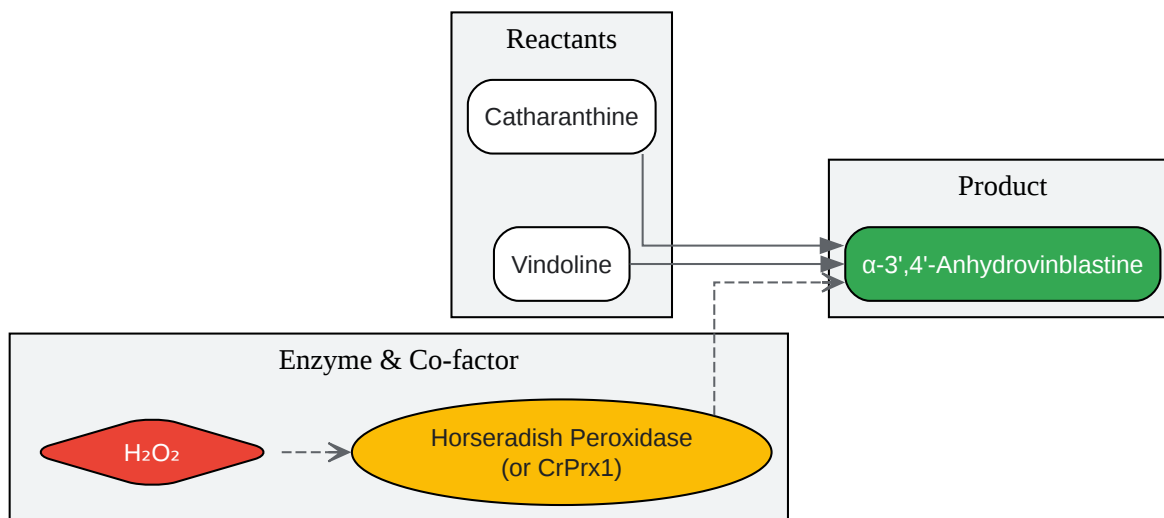 Reactants
Catharanthine
Vindoline
Product
α-3',4'-Anhydrovinblastine
Enzyme & Co-factor
H₂O₂
Horseradish Peroxidase
(or CrPrx1)